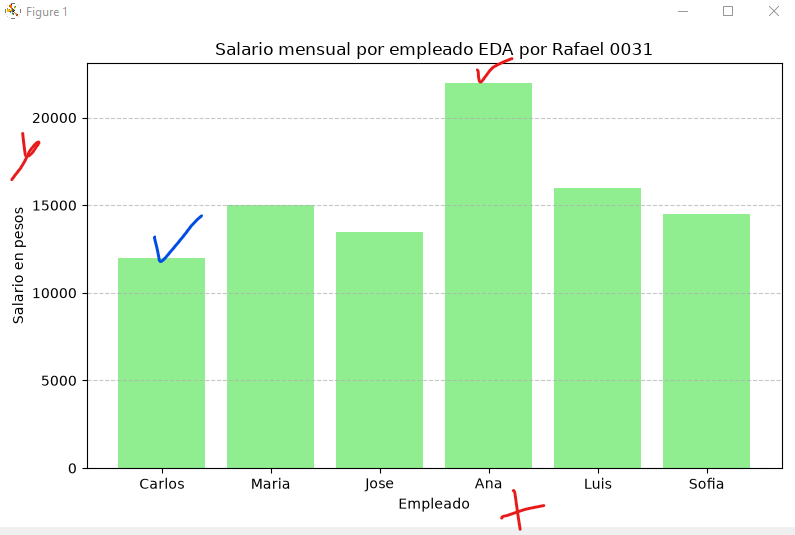 Figure 1
Salario mensual por empleado EDA por Rafael 0031
Salario en pesos
20000
15000
10000
5000
0
Carlos Maria Jose Ana Luis Sofia
Empleado
y